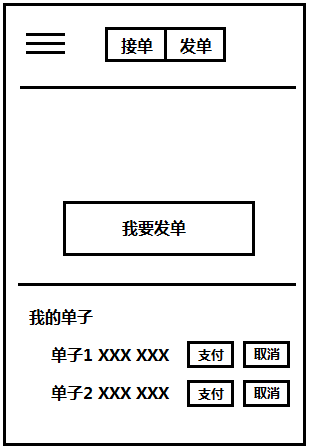 接单 发单
我要发单
我的单子
单子1 XXX XXX 支付 取消
单子2 XXX XXX 支付 取消